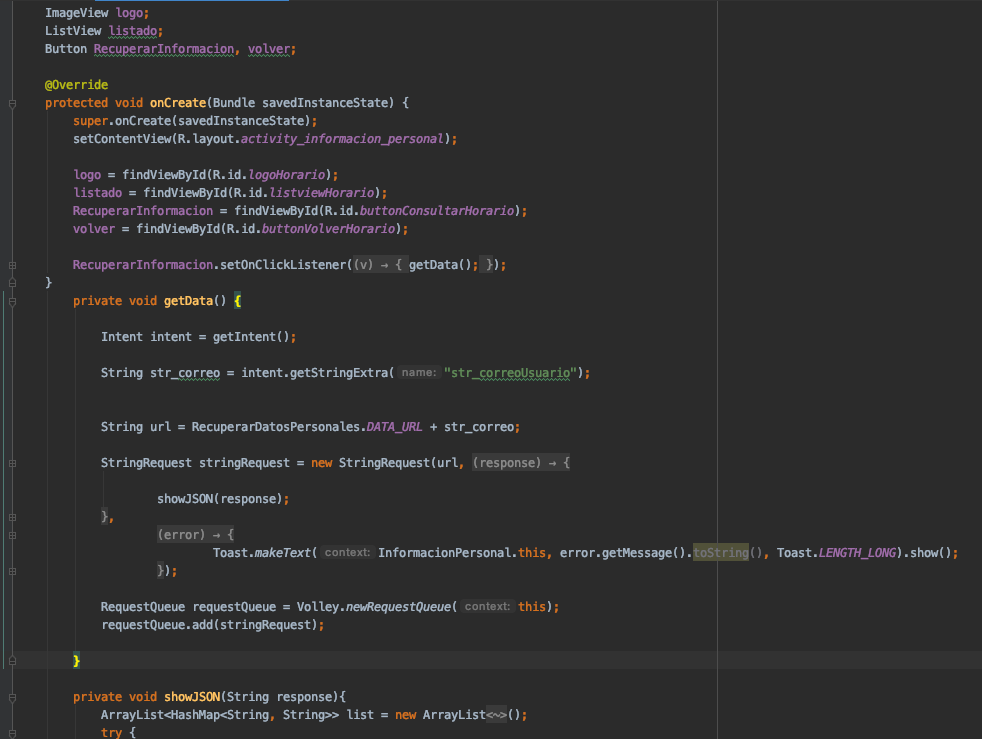 ImageView logo;
ListView listado;
Button RecuperarInformacion, volver;
@Override
protected void onCreate(Bundle savedInstanceState) {
super.onCreate(savedInstanceState);
setContentView(R.layout.activity_informacion_personal);
logo = findViewById(R.id.logoHorario);
listado = findViewById(R.id.listviewHorario);
RecuperarInformacion = findViewById(R.id.buttonConsultarHorario);
volver = findViewById(R.id.buttonVolverHorario);
RecuperarInformacion.setOnClickListener((v) → { getData(); });
}
private void getData() {
Intent intent = getIntent();
String str_correo = intent.getStringExtra( name: "str_correoUsuario");
String url = RecuperarDatosPersonales.DATA_URL + str_correo;
StringRequest stringRequest = new StringRequest(url, (response) → {
showJSON(response);
},
(error) → {
Toast.makeText( context: InformacionPersonal.this, error.getMessage().toString(), Toast.LENGTH_LONG).show();
});
RequestQueue requestQueue = Volley.newRequestQueue( context: this);
requestQueue.add(stringRequest);
}
private void showJSON(String response){
ArrayList<HashMap<String, String>> list = new ArrayList<~>();
try {